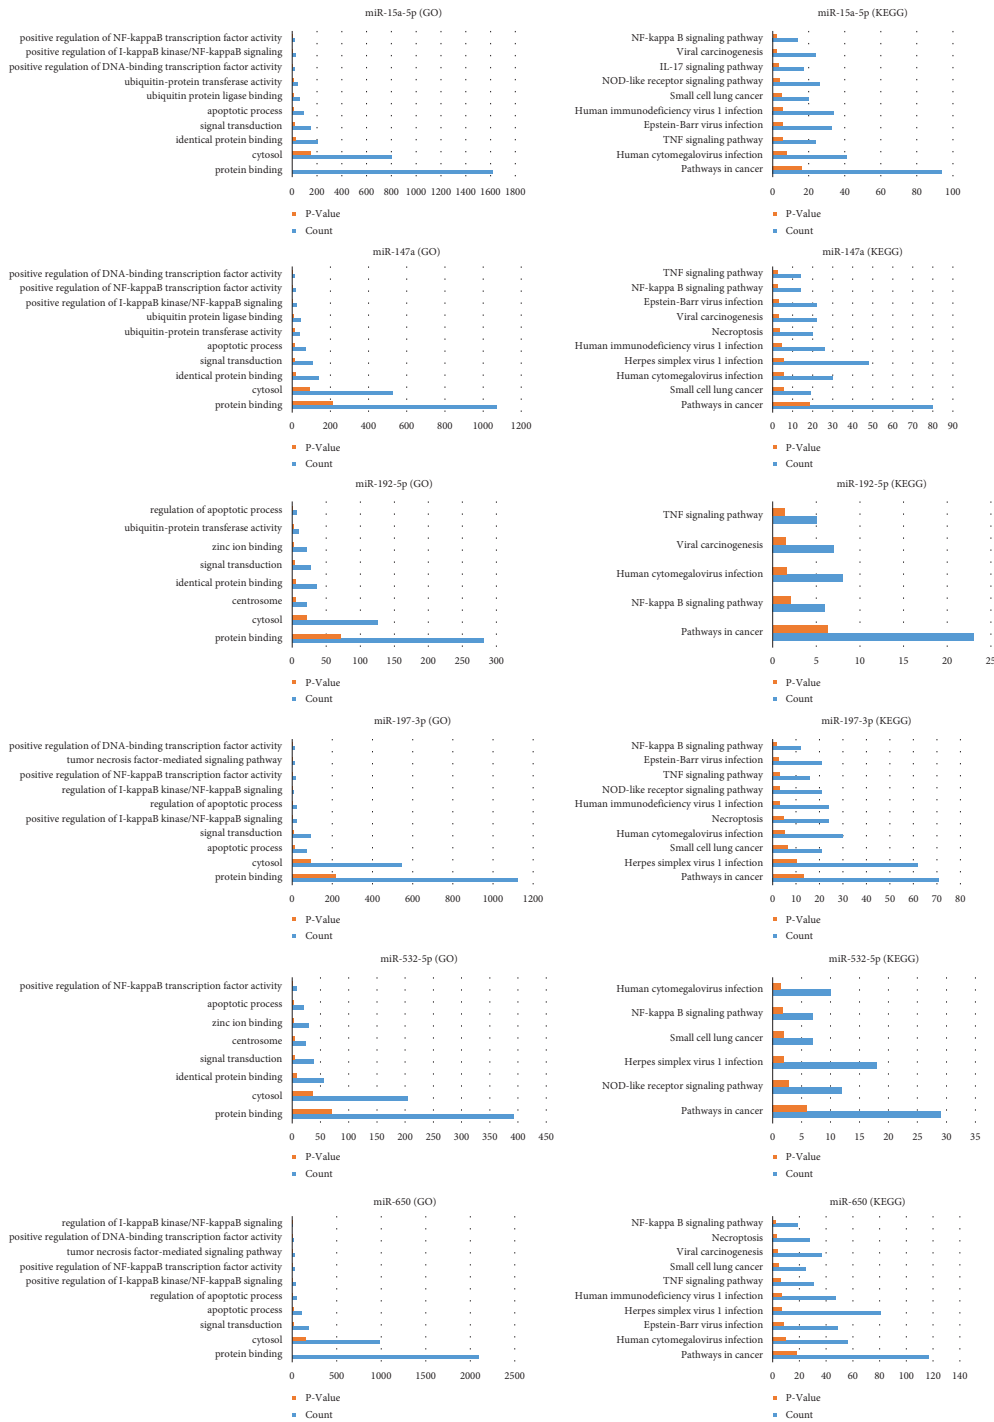 miR-15a-5p (GO)
positive regulation of NF-kappaB transcription factor activity
positive regulation of I-kappaB kinase/NF-kappaB signaling
positive regulation of DNA-binding transcription factor activity
ubiquitin-protein transferase activity
ubiquitin protein ligase binding
apoptotic process
signal transduction
identical protein binding
cytosol
protein binding
0 200 400 600 800 1000 1200 1400 1600 1800
P-Value
Count
miR-15a-5p (KEGG)
NF-kappa B signaling pathway
Viral carcinogenesis
IL-17 signaling pathway
NOD-like receptor signaling pathway
Small cell lung cancer
Human immunodeficiency virus 1 infection
Epstein-Barr virus infection
TNF signaling pathway
Human cytomegalovirus infection
Pathways in cancer
0 20 40 60 80 100
P-Value
Count
miR-147a (GO)
positive regulation of DNA-binding transcription factor activity
positive regulation of NF-kappaB transcription factor activity
positive regulation of I-kappaB kinase/NF-kappaB signaling
ubiquitin protein ligase binding
ubiquitin-protein transferase activity
apoptotic process
signal transduction
identical protein binding
cytosol
protein binding
0 200 400 600 800 1000 1200
P-Value
Count
miR-147a (KEGG)
TNF signaling pathway
NF-kappa B signaling pathway
Epstein-Barr virus infection
Viral carcinogenesis
Necroptosis
Human immunodeficiency virus 1 infection
Herpes simplex virus 1 infection
Human cytomegalovirus infection
Small cell lung cancer
Pathways in cancer
0 10 20 30 40 50 60 70 80 90
P-Value
Count
miR-192-5p (GO)
regulation of apoptotic process
ubiquitin-protein transferase activity
zinc ion binding
signal transduction
identical protein binding
centrosome
cytosol
protein binding
0 50 100 150 200 250 300
P-Value
Count
miR-192-5p (KEGG)
TNF signaling pathway
Viral carcinogenesis
Human cytomegalovirus infection
NF-kappa B signaling pathway
Pathways in cancer
0 5 10 15 20 25
P-Value
Count
miR-197-3p (GO)
positive regulation of DNA-binding transcription factor activity
tumor necrosis factor-mediated signaling pathway
positive regulation of NF-kappaB transcription factor activity
regulation of I-kappaB kinase/NF-kappaB signaling
regulation of apoptotic process
positive regulation of I-kappaB kinase/NF-kappaB signaling
signal transduction
apoptotic process
cytosol
protein binding
0 200 400 600 800 1000 1200
P-Value
Count
miR-197-3p (KEGG)
NF-kappa B signaling pathway
Epstein-Barr virus infection
TNF signaling pathway
NOD-like receptor signaling pathway
Human immunodeficiency virus 1 infection
Necroptosis
Human cytomegalovirus infection
Small cell lung cancer
Herpes simplex virus 1 infection
Pathways in cancer
0 10 20 30 40 50 60 70 80
P-Value
Count
miR-532-5p (GO)
positive regulation of NF-kappaB transcription factor activity
apoptotic process
zinc ion binding
centrosome
signal transduction
identical protein binding
cytosol
protein binding
0 50 100 150 200 250 300 350 400 450
P-Value
Count
miR-532-5p (KEGG)
Human cytomegalovirus infection
NF-kappa B signaling pathway
Small cell lung cancer
Herpes simplex virus 1 infection
NOD-like receptor signaling pathway
Pathways in cancer
0 5 10 15 20 25 30 35
P-Value
Count
miR-650 (GO)
regulation of I-kappaB kinase/NF-kappaB signaling
positive regulation of DNA-binding transcription factor activity
tumor necrosis factor-mediated signaling pathway
positive regulation of NF-kappaB transcription factor activity
positive regulation of I-kappaB kinase/NF-kappaB signaling
regulation of apoptotic process
apoptotic process
signal transduction
cytosol
protein binding
0 500 1000 1500 2000 2500
P-Value
Count
miR-650 (KEGG)
NF-kappa B signaling pathway
Necroptosis
Viral carcinogenesis
Small cell lung cancer
TNF signaling pathway
Human immunodeficiency virus 1 infection
Herpes simplex virus 1 infection
Epstein-Barr virus infection
Human cytomegalovirus infection
Pathways in cancer
0 20 40 60 80 100 120 140
P-Value
Count